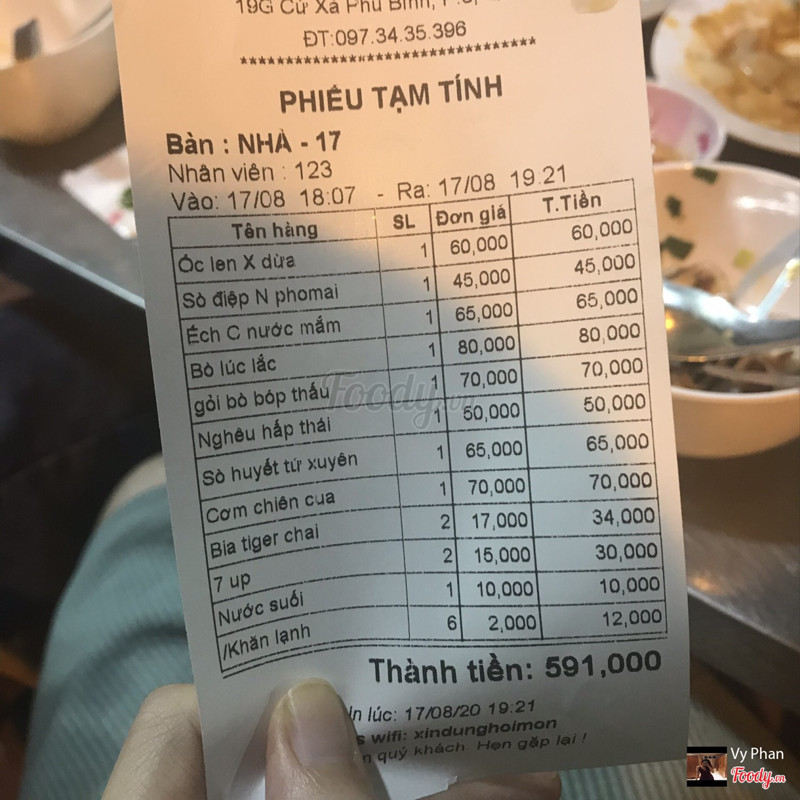 19G Cư Xá Phú Bình, P.5,
ĐT:097.34.35.396
************************************
PHIẾU TẠM TÍNH
Bàn : NHÀ - 17
Nhân viên : 123
Vào: 17/08 18:07 - Ra: 17/08 19:21
Tên hàng SL Đơn giá T.Tiền
Ốc len X dừa 1 60,000 60,000
Sò điệp N phomai 1 45,000 45,000
Ếch C nước mắm 1 65,000 65,000
Bò lúc lắc 1 80,000 80,000
gỏi bò bóp thấu 1 70,000 70,000
Nghêu hấp thái 1 50,000 50,000
Sò huyết tứ xuyên 1 65,000 65,000
Cơm chiên cua 1 70,000 70,000
Bia tiger chai 2 17,000 34,000
7 up 2 15,000 30,000
Nước suối 1 10,000 10,000
/Khăn lạnh 6 2,000 12,000
Thành tiền: 591,000
In lúc: 17/08/20 19:21
s wifi: xindunghoimon
n quý khách Hẹn gặp lại !
Foody.vn
Vy Phan
Foody.vn